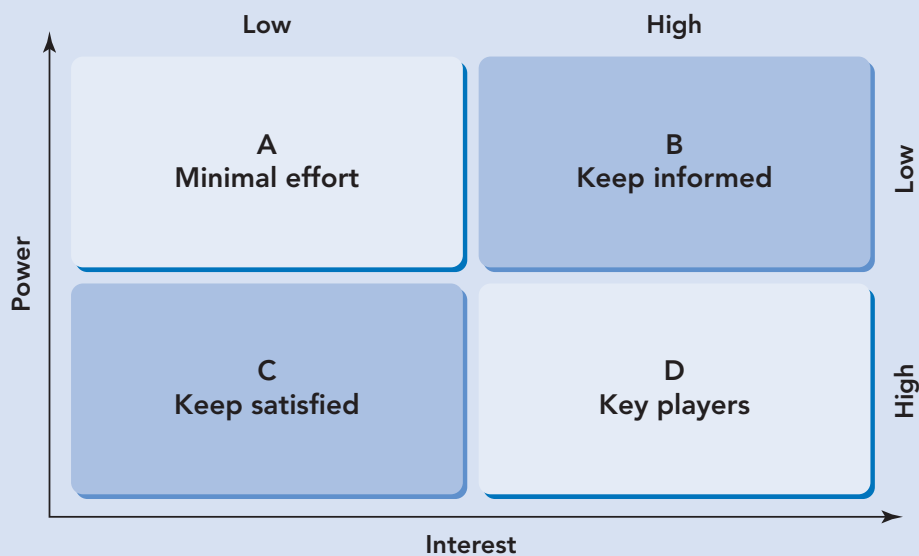 Low
High
A
Minimal effort
B
Keep informed
Low
Power
C
Keep satisfied
D
Key players
High
Interest